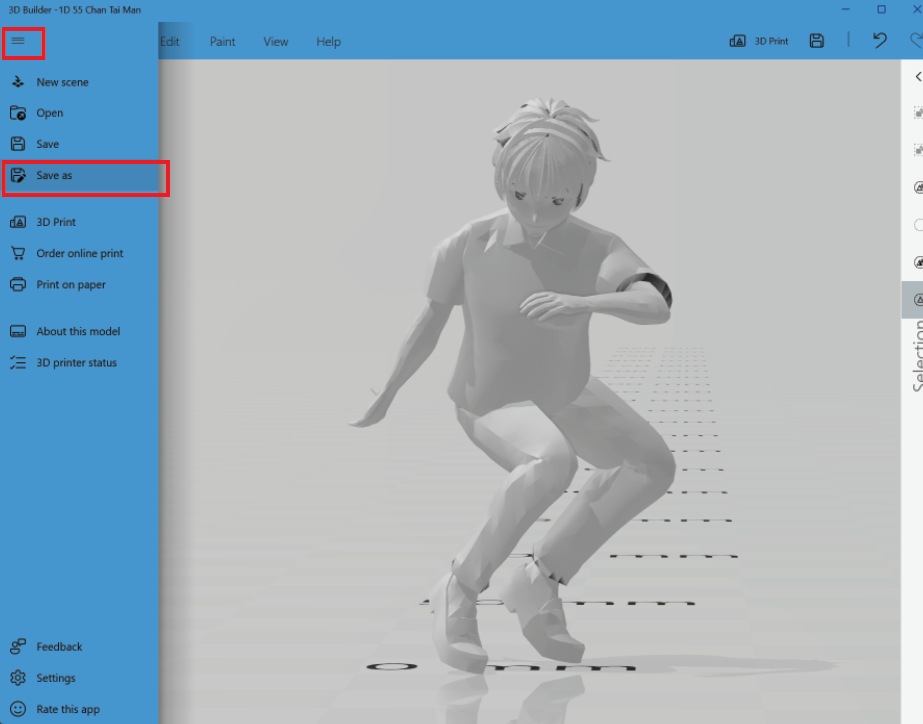 3D Builder - 1D 55 Chan Tai Man
Edit Paint View Help 3D Print
New scene
Open
Save
Save as
3D Print
Order online print
Print on paper
About this model
3D printer status
Selection
0 mm
Feedback
Settings
Rate this app